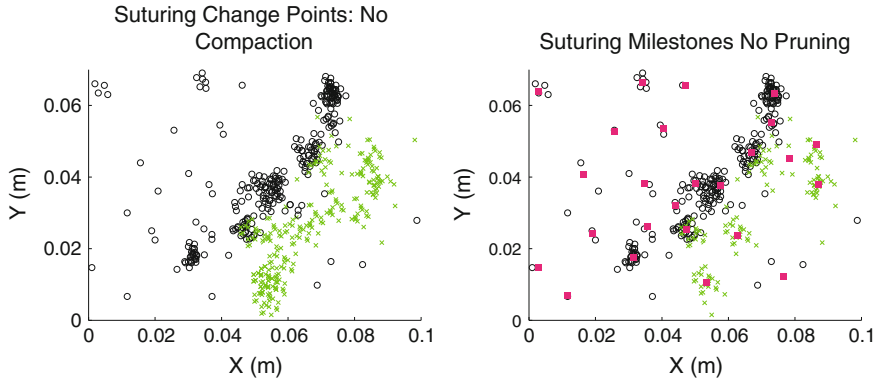 Suturing Change Points: No
Compaction
0.06
0.04
0.02
0
Y (m)
0 0.02 0.04 0.06 0.08 0.1
X (m)
Suturing Milestones No Pruning
0.06
0.04
0.02
0
Y (m)
0 0.02 0.04 0.06 0.08 0.1
X (m)